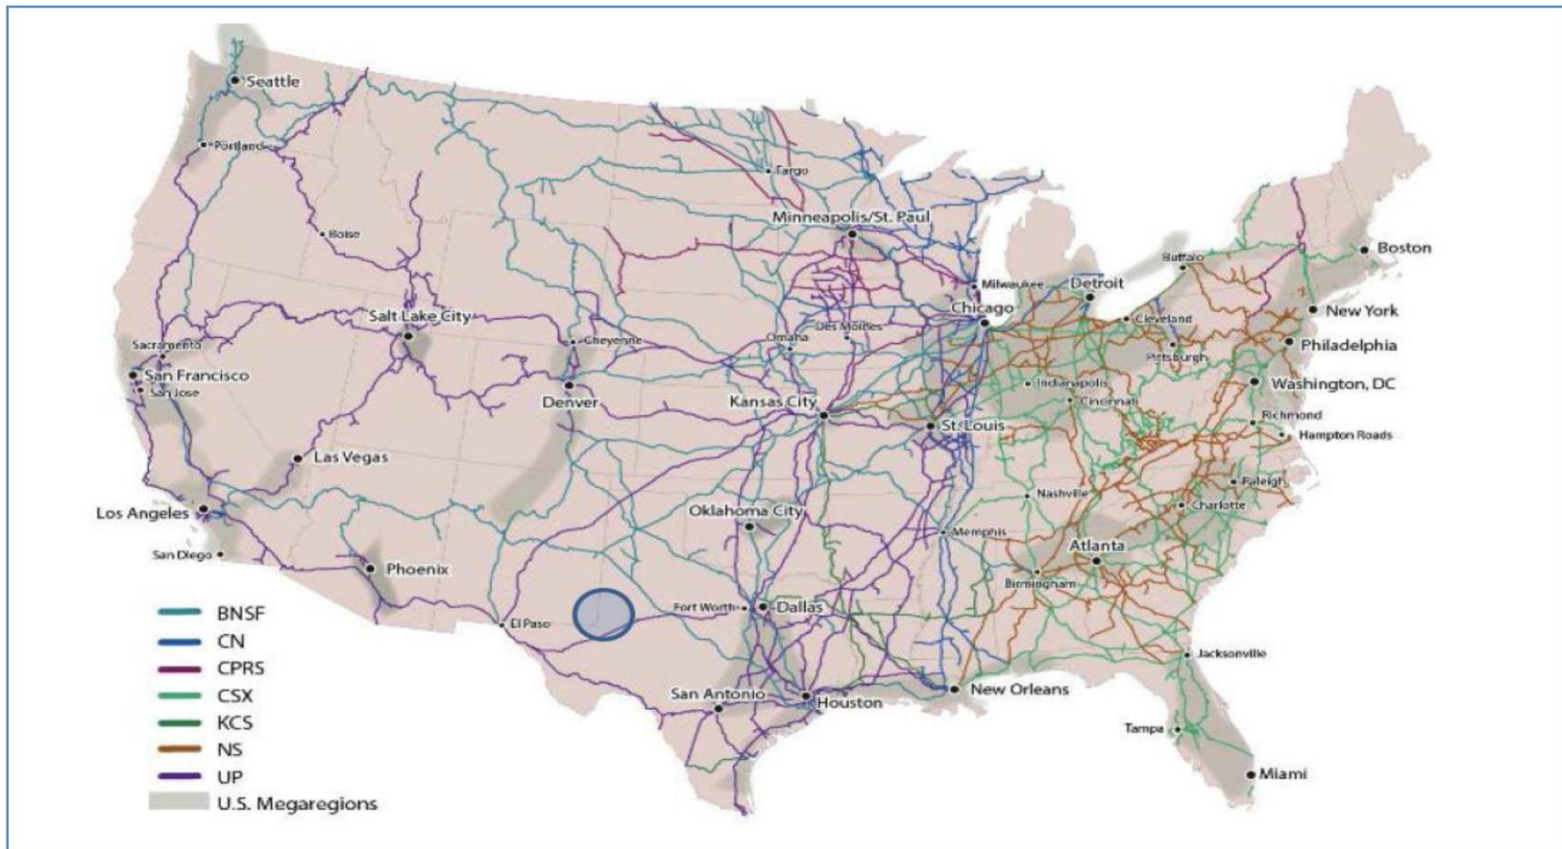 Seattle
Portland
Fargo
Minneapolis/St. Paul
Boise
Boston
Buffalo
Milwaukee
Detroit
Chicago
New York
Salt Lake City
Cleveland
Des Moines
Omaha
Cheyenne
Sacramento
Philadelphia
Pittsburgh
San Francisco
San Jose
Indianapolis
Washington, DC
Denver
Kansas City
Cincinnati
St. Louis
Richmond
Hampton Roads
Las Vegas
Raleigh
Nashville
Los Angeles
Oklahoma City
Charlotte
Memphis
San Diego
Atlanta
Phoenix
Birmingham
Fort Worth
Dallas
El Paso
BNSF
CN
CPRS
CSX
KCS
NS
UP
U.S. Megaregions
Jacksonville
San Antonio
Houston
New Orleans
Tampa
Miami